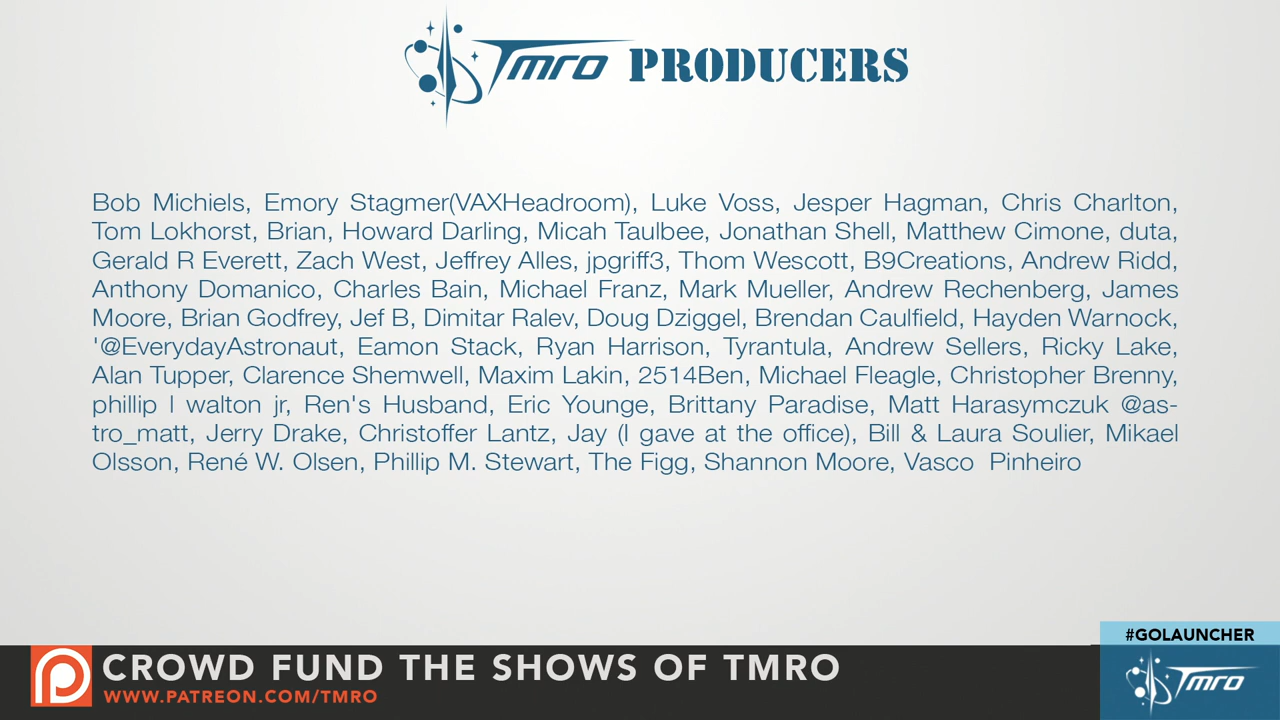 TMRO PRODUCERS
Bob Michiels, Emory Stagmer(VAXHeadroom), Luke Voss, Jesper Hagman, Chris Charlton,
Tom Lokhorst, Brian, Howard Darling, Micah Taulbee, Jonathan Shell, Matthew Cimone, duta,
Gerald R Everett, Zach West, Jeffrey Alles, jpgriff3, Thom Wescott, B9Creations, Andrew Ridd,
Anthony Domanico, Charles Bain, Michael Franz, Mark Mueller, Andrew Rechenberg, James
Moore, Brian Godfrey, Jef B, Dimitar Ralev, Doug Dziggel, Brendan Caulfield, Hayden Warnock,
'@EverydayAstronaut, Eamon Stack, Ryan Harrison, Tyrantula, Andrew Sellers, Ricky Lake,
Alan Tupper, Clarence Shemwell, Maxim Lakin, 2514Ben, Michael Fleagle, Christopher Brenny,
phillip l walton jr, Ren's Husband, Eric Younge, Brittany Paradise, Matt Harasymczuk @as-
tro_matt, Jerry Drake, Christoffer Lantz, Jay (I gave at the office), Bill & Laura Soulier, Mikael
Olsson, René W. Olsen, Phillip M. Stewart, The Figg, Shannon Moore, Vasco  Pinheiro
#GOLAUNCHER
CROWD FUND THE SHOWS OF TMRO
WWW.PATREON.COM/TMRO
TMRO